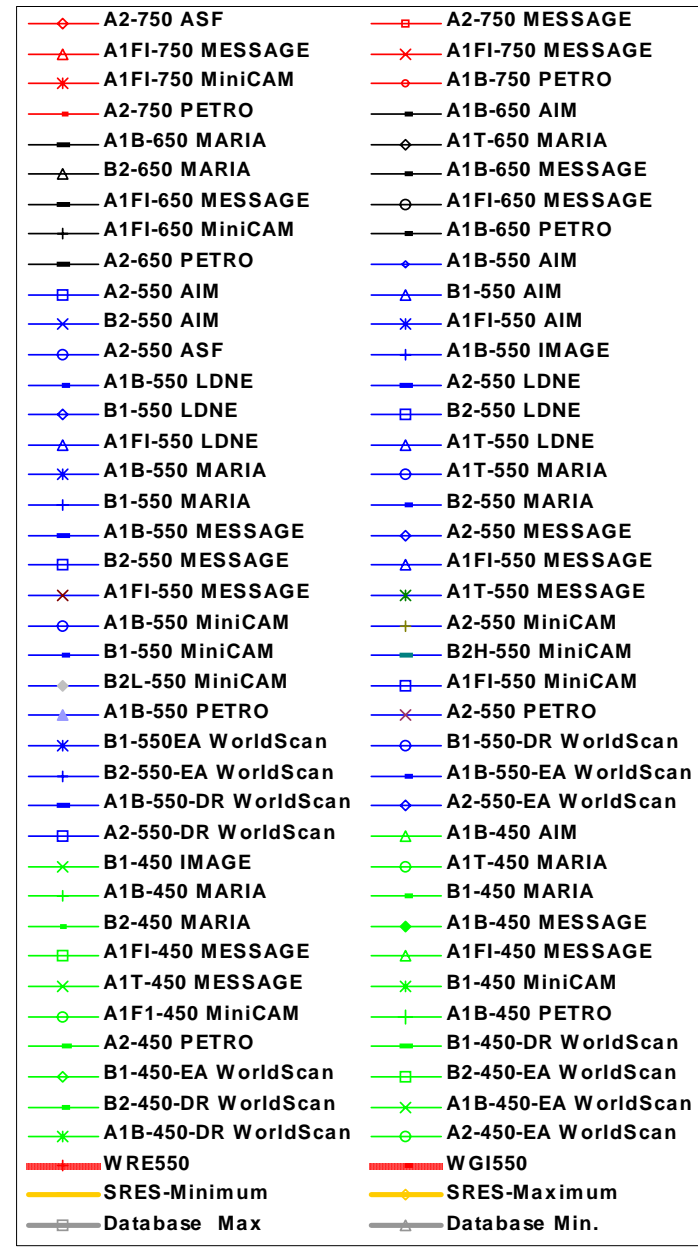 A2-750 ASF A2-750 MESSAGE
A1FI-750 MESSAGE A1FI-750 MESSAGE
A1FI-750 MiniCAM A1B-750 PETRO
A2-750 PETRO A1B-650 AIM
A1B-650 MARIA A1T-650 MARIA
B2-650 MARIA A1B-650 MESSAGE
A1FI-650 MESSAGE A1FI-650 MESSAGE
A1FI-650 MiniCAM A1B-650 PETRO
A2-650 PETRO A1B-550 AIM
A2-550 AIM B1-550 AIM
B2-550 AIM A1FI-550 AIM
A2-550 ASF A1B-550 IMAGE
A1B-550 LDNE A2-550 LDNE
B1-550 LDNE B2-550 LDNE
A1FI-550 LDNE A1T-550 LDNE
A1B-550 MARIA A1T-550 MARIA
B1-550 MARIA B2-550 MARIA
A1B-550 MESSAGE A2-550 MESSAGE
B2-550 MESSAGE A1FI-550 MESSAGE
A1FI-550 MESSAGE A1T-550 MESSAGE
A1B-550 MiniCAM A2-550 MiniCAM
B1-550 MiniCAM B2H-550 MiniCAM
B2L-550 MiniCAM A1FI-550 MiniCAM
A1B-550 PETRO A2-550 PETRO
B1-550EA WorldScan B1-550-DR WorldScan
B2-550-EA WorldScan A1B-550-EA WorldScan
A1B-550-DR WorldScan A2-550-EA WorldScan
A2-550-DR WorldScan A1B-450 AIM
B1-450 IMAGE A1T-450 MARIA
A1B-450 MARIA B1-450 MARIA
B2-450 MARIA A1B-450 MESSAGE
A1FI-450 MESSAGE A1FI-450 MESSAGE
A1T-450 MESSAGE B1-450 MiniCAM
A1F1-450 MiniCAM A1B-450 PETRO
A2-450 PETRO B1-450-DR WorldScan
B1-450-EA WorldScan B2-450-EA WorldScan
B2-450-DR WorldScan A1B-450-EA WorldScan
A1B-450-DR WorldScan A2-450-EA WorldScan
WRE550 WGI550
SRES-Minimum SRES-Maximum
Database Max Database Min.